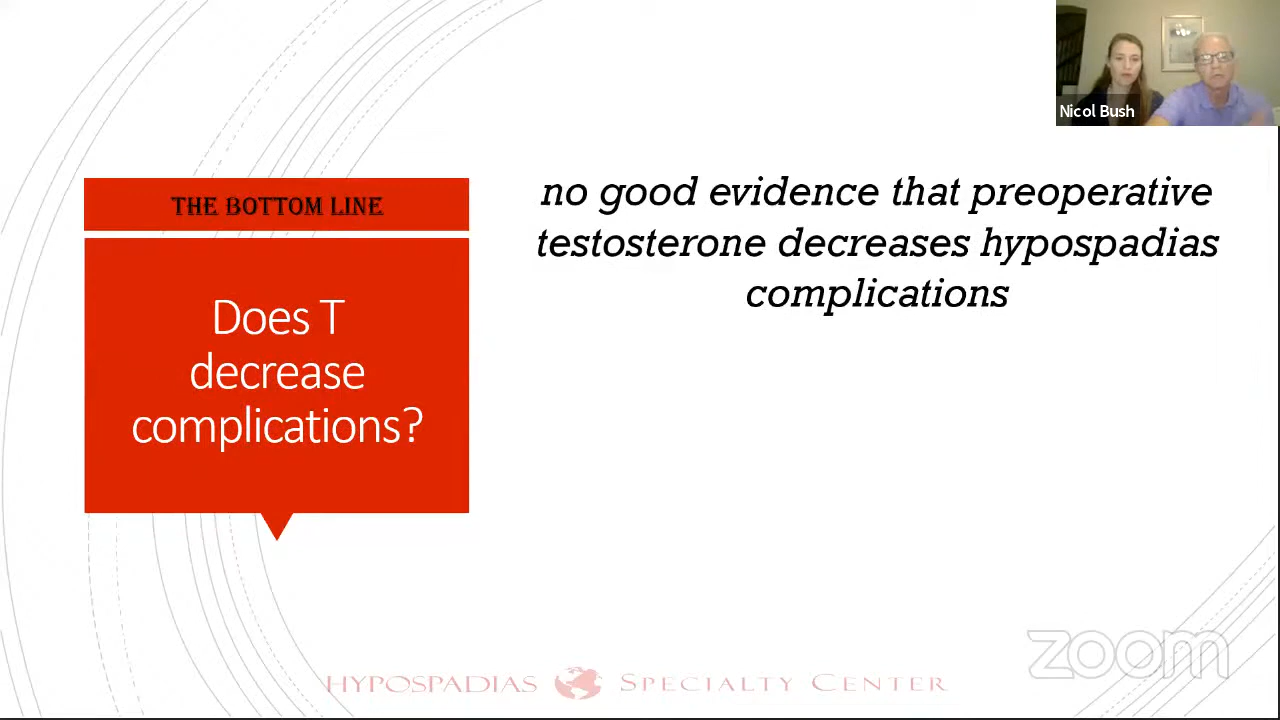 Nicol Bush
THE BOTTOM LINE
Does T
decrease
complications?
no good evidence that preoperative
testosterone decreases hypospadias
complications
zoom
HYPOSPADIAS SPECIALTY CENTER